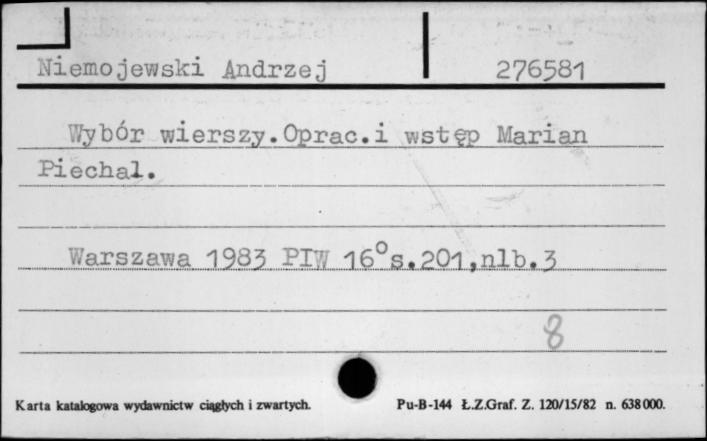 Niemojewski Andrzej 276581
Wybór wierszy.Oprac.i wstęp Marian
Piechal.
Warszawa 1983 PIW 16°s.201,nlb.3
8
Karta katalogowa wydawnictw ciągłych i zwartych. Pu-B-144 Ł.Z.Graf. Z. 120/15/82 n. 638000.